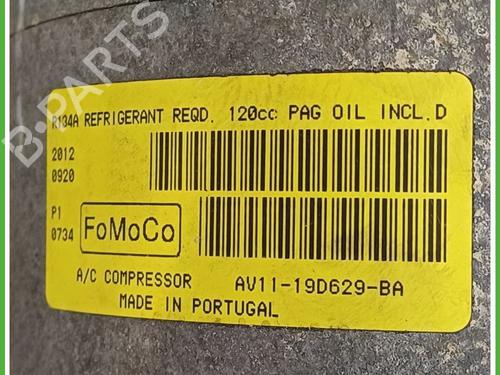 B-PARTS
R134A REFRIGERANT REQD. 120cc PAG OIL INCL.D
2012
0920
P1
0734
FoMoCo
A/C COMPRESSOR AV11-19D629-BA
MADE IN PORTUGAL